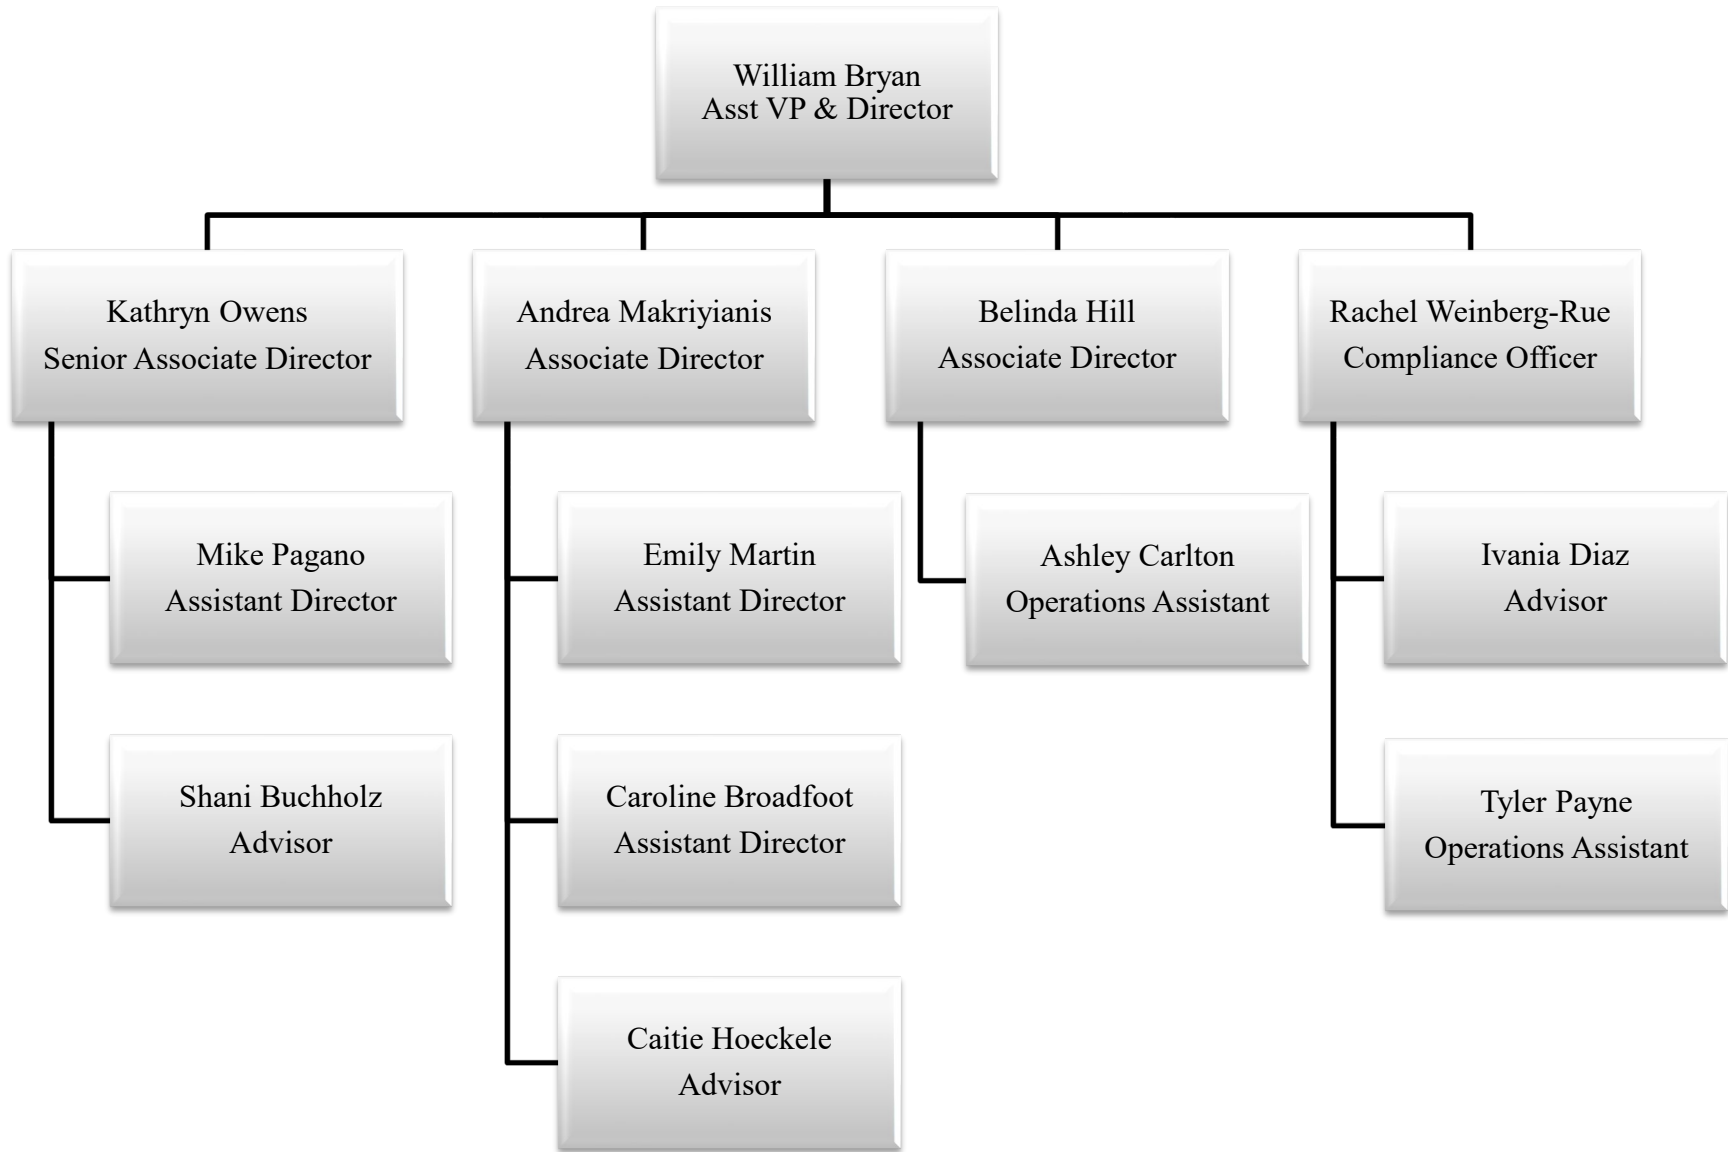 William Bryan
Asst VP & Director
Kathryn Owens
Senior Associate Director
Andrea Makriyianis
Associate Director
Belinda Hill
Associate Director
Rachel Weinberg-Rue
Compliance Officer
Mike Pagano
Assistant Director
Emily Martin
Assistant Director
Ashley Carlton
Operations Assistant
Ivania Diaz
Advisor
Shani Buchholz
Advisor
Caroline Broadfoot
Assistant Director
Tyler Payne
Operations Assistant
Caitie Hoeckele
Advisor